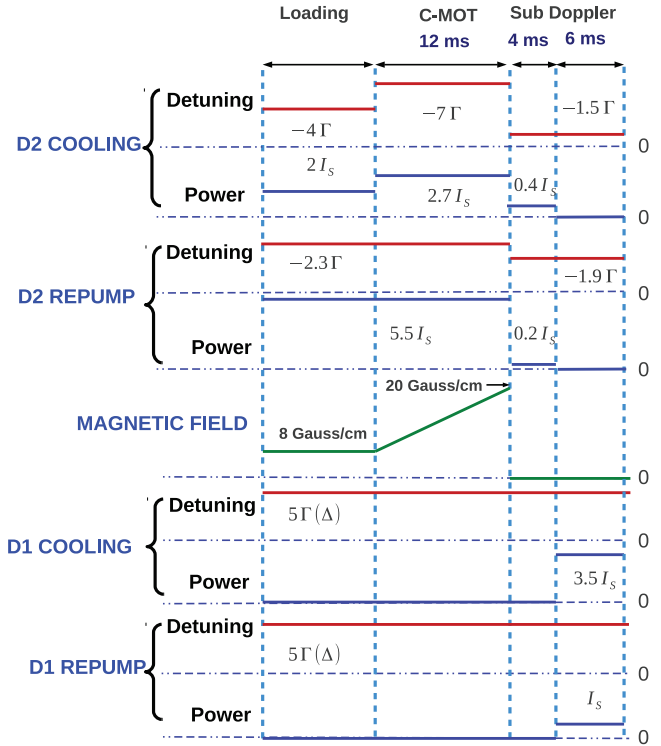 Loading C-MOT Sub Doppler
12 ms 4 ms 6 ms
Detuning
−4 Γ −7 Γ −1.5 Γ
D2 COOLING 0
2 I_S
Power 2.7 I_S 0.4 I_S
0
Detuning
−2.3 Γ −1.9 Γ
D2 REPUMP 0
5.5 I_S 0.2 I_S
Power
0
20 Gauss/cm
MAGNETIC FIELD
8 Gauss/cm
0
Detuning 5 Γ (Δ)
D1 COOLING 0
Power 3.5 I_S
0
Detuning
5 Γ (Δ)
D1 REPUMP 0
Power I_S
0